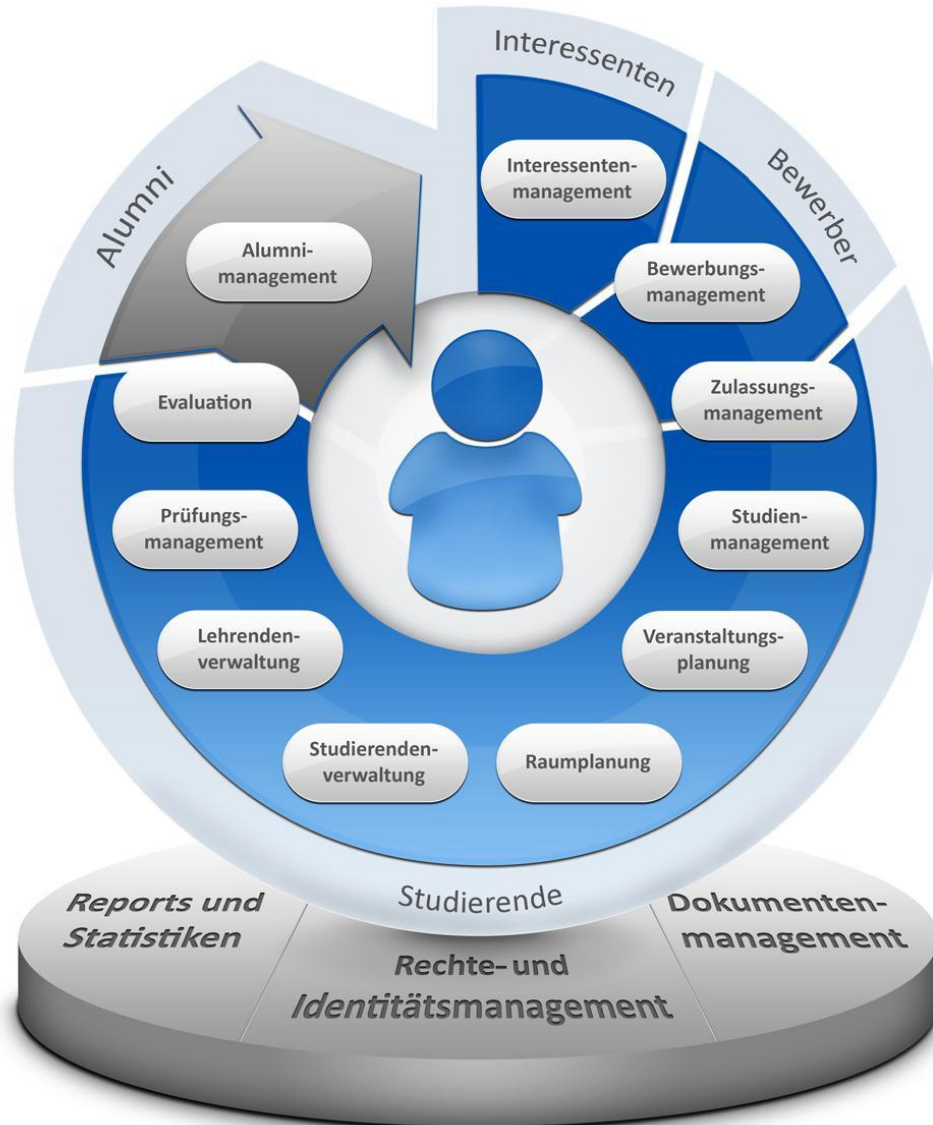 Interessenten
Bewerber
Alumni
Interessenten-
management
Bewerbungs-
management
Alumni-
management
Zulassungs-
management
Evaluation
Studien-
management
Prüfungs-
management
Veranstaltungs-
planung
Lehrenden-
verwaltung
Raumplanung
Studierenden-
verwaltung
Studierende
Reports und
Statistiken
Rechte- und
Identitätsmanagement
Dokumenten-
management